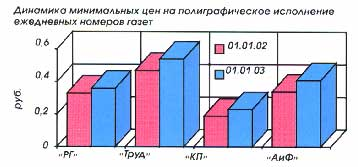 Динамика минимальных цен на полиграфическое исполнение
ежедневных номеров газет
руб.
0,6
0,4
0,2
0
01.01.02
01.01 03
"РГ" "Труд" "КП" "АиФ"